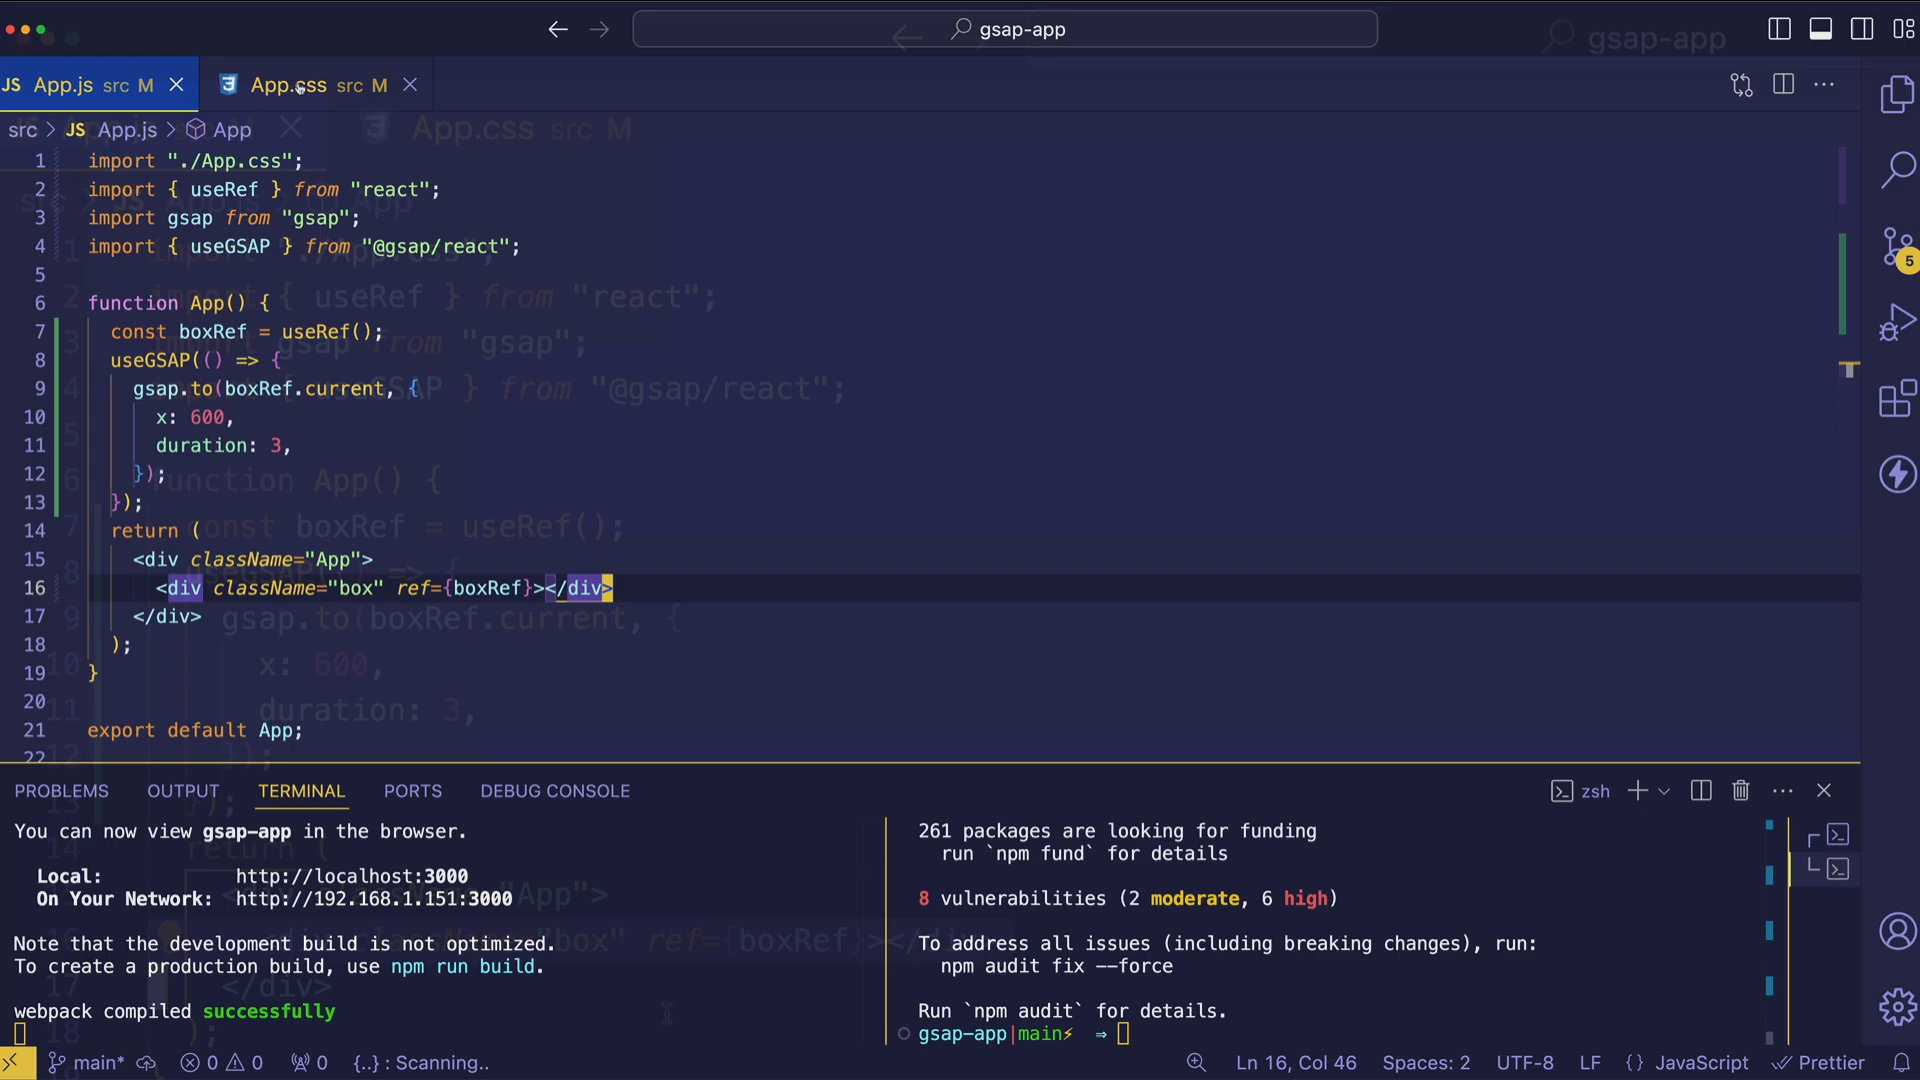 gsap-app
gsap-app
JS App.js src M
App.css src M
App.css src M
src > JS App.js > App
1 import "./App.css";
2 import { useRef } from "react";
3 import gsap from "gsap";
4 import { useGSAP } from "@gsap/react";
5
6 function App() {
7 const boxRef = useRef();
8 useGSAP(() => {
9 gsap.to(boxRef.current, {
10 x: 600,
11 duration: 3,
12 });
13 });
14 return (
15 <div className="App">
16 <div className="box" ref={boxRef}></div>
17 </div>
18 );
19 }
20
21 export default App;
22
5
PROBLEMS OUTPUT TERMINAL PORTS DEBUG CONSOLE
zsh
You can now view gsap-app in the browser.
Local: http://localhost:3000
On Your Network: http://192.168.1.151:3000
Note that the development build is not optimized.
To create a production build, use npm run build.
webpack compiled successfully
261 packages are looking for funding
run `npm fund` for details
8 vulnerabilities (2 moderate, 6 high)
To address all issues (including breaking changes), run:
npm audit fix --force
Run `npm audit` for details.
gsap-app|main⚡ ⇒
main* 0 0 0 {..} : Scanning.. Ln 16, Col 46 Spaces: 2 UTF-8 LF {} JavaScript Prettier